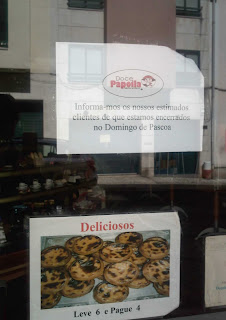 Doce
Papoila
Informa-mos os nossos estimados
clientes de que estamos encerrados
no Domingo de Pascoa
Deliciosos
Leve 6 e Pague 4